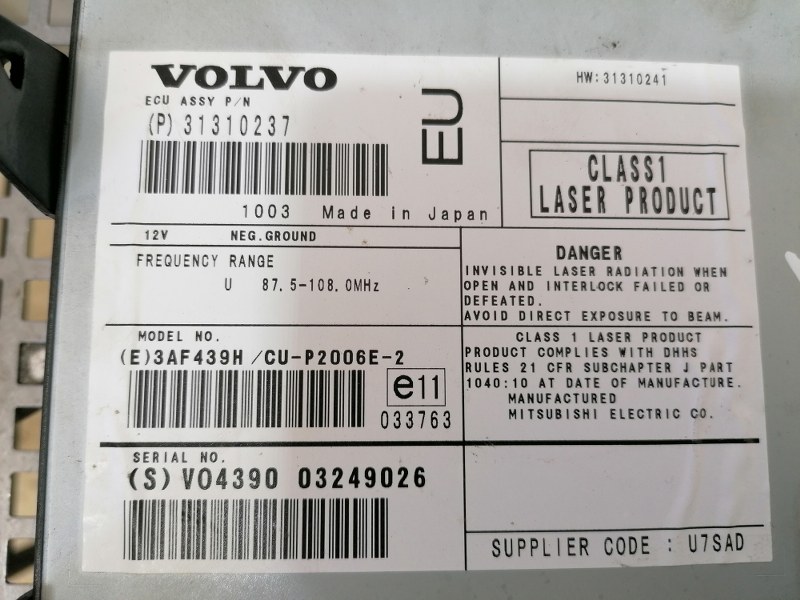 VOLVO
ECU ASSY P/N
(P) 31310237
EU
1003 Made in Japan
HW:31310241
CLASS1
LASER PRODUCT
12V NEG.GROUND
FREQUENCY RANGE
U 87.5-108.0MHz
DANGER
INVISIBLE LASER RADIATION WHEN
OPEN AND INTERLOCK FAILED OR
DEFEATED.
AVOID DIRECT EXPOSURE TO BEAM.
MODEL NO.
(E)3AF439H/CU-P2006E-2
e11
033763
CLASS 1 LASER PRODUCT
PRODUCT COMPLIES WITH DHHS
RULES 21 CFR SUBCHAPTER J PART
1040:10 AT DATE OF MANUFACTURE.
MANUFACTURED
MITSUBISHI ELECTRIC CO.
SERIAL NO.
(S) VO4390 03249026
SUPPLIER CODE : U7SAD